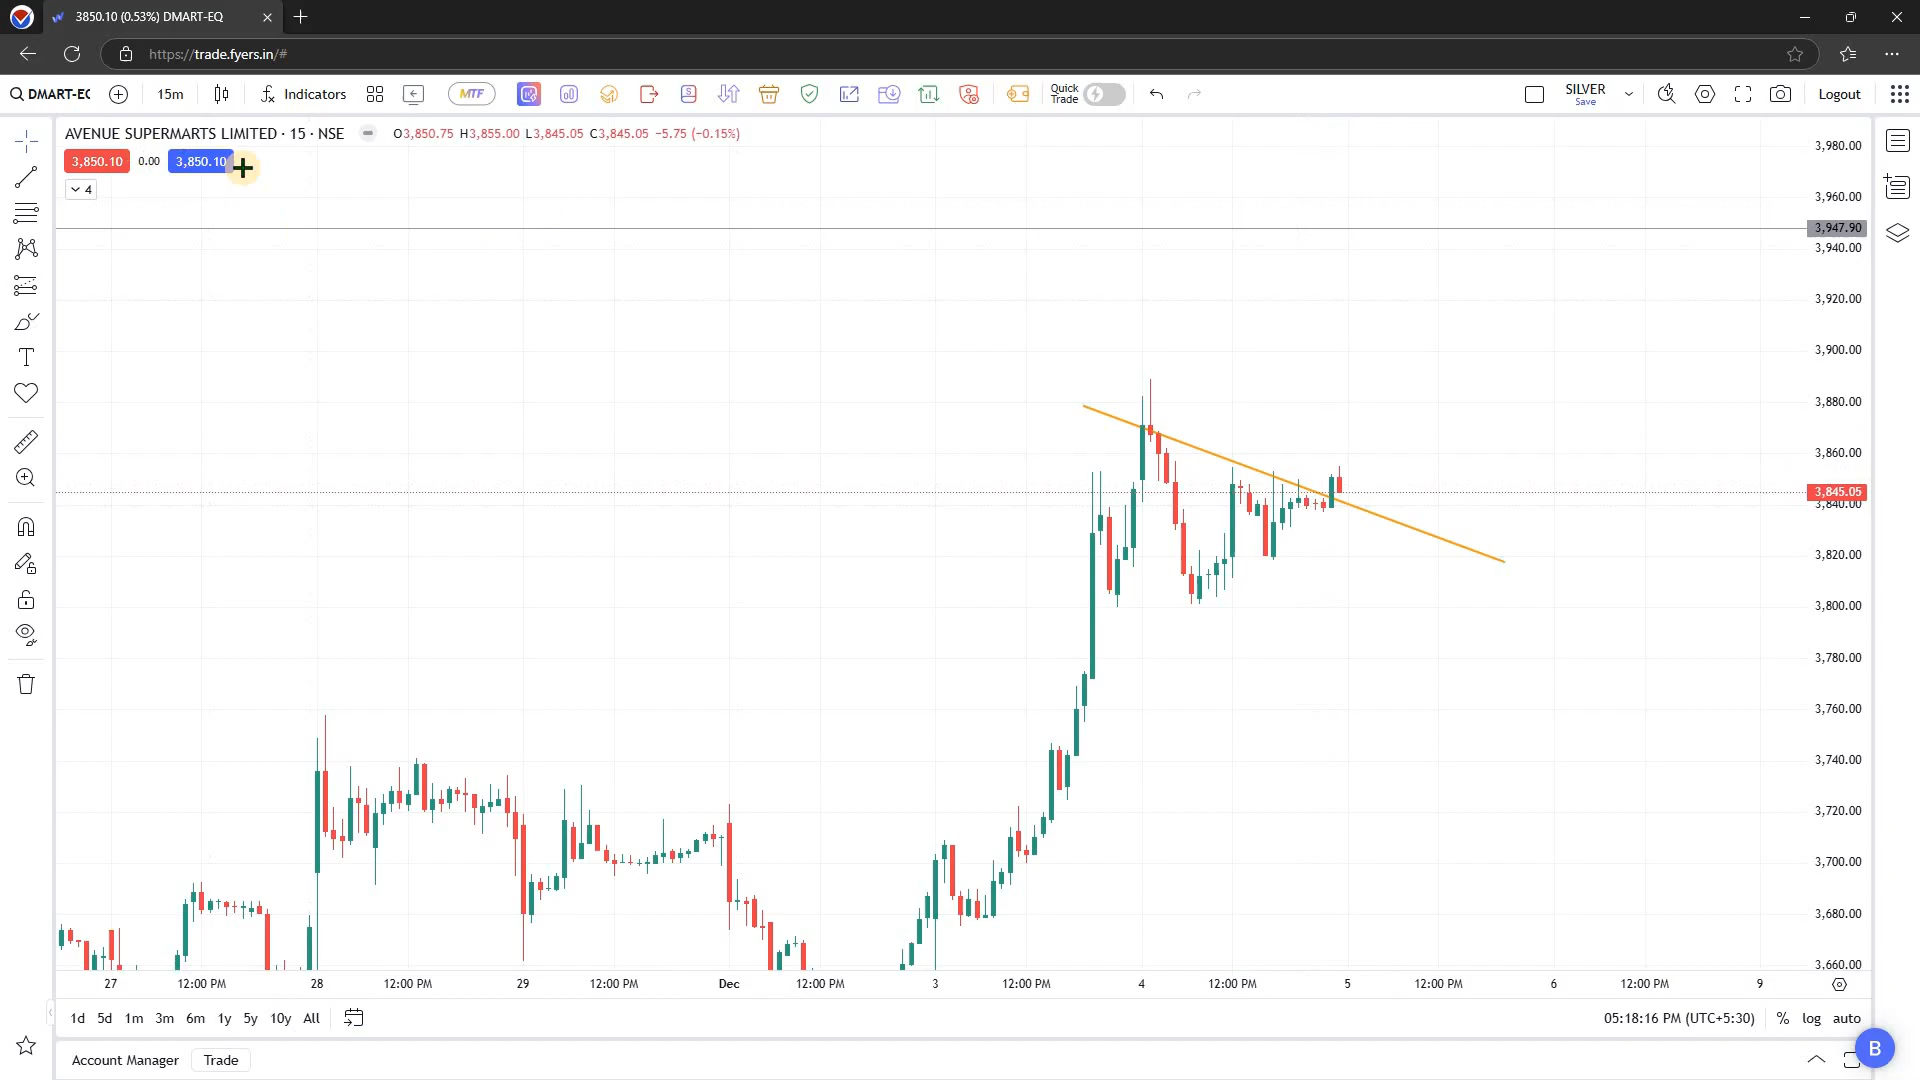 3850.10 (0.53%) DMART-EQ
https://trade.fyers.in/#
DMART-EQ
15m
Indicators
MTF
Quick
Trade
SILVER
Save
Logout
AVENUE SUPERMARTS LIMITED · 15 · NSE
O3,850.75 H3,855.00 L3,845.05 C3,845.05 −5.75 (−0.15%)
3,850.10
0.00
3,850.10
4
3,980.00
3,960.00
3,947.90
3,940.00
3,920.00
3,900.00
3,880.00
3,860.00
3,845.05
3,840.00
3,820.00
3,800.00
3,780.00
3,760.00
3,740.00
3,720.00
3,700.00
3,680.00
3,660.00
27 12:00 PM 28 12:00 PM 29 12:00 PM Dec 12:00 PM 3 12:00 PM 4 12:00 PM 5 12:00 PM 6 12:00 PM 9
1d 5d 1m 3m 6m 1y 5y 10y All
05:18:16 PM (UTC+5:30) % log auto
Account Manager Trade
B